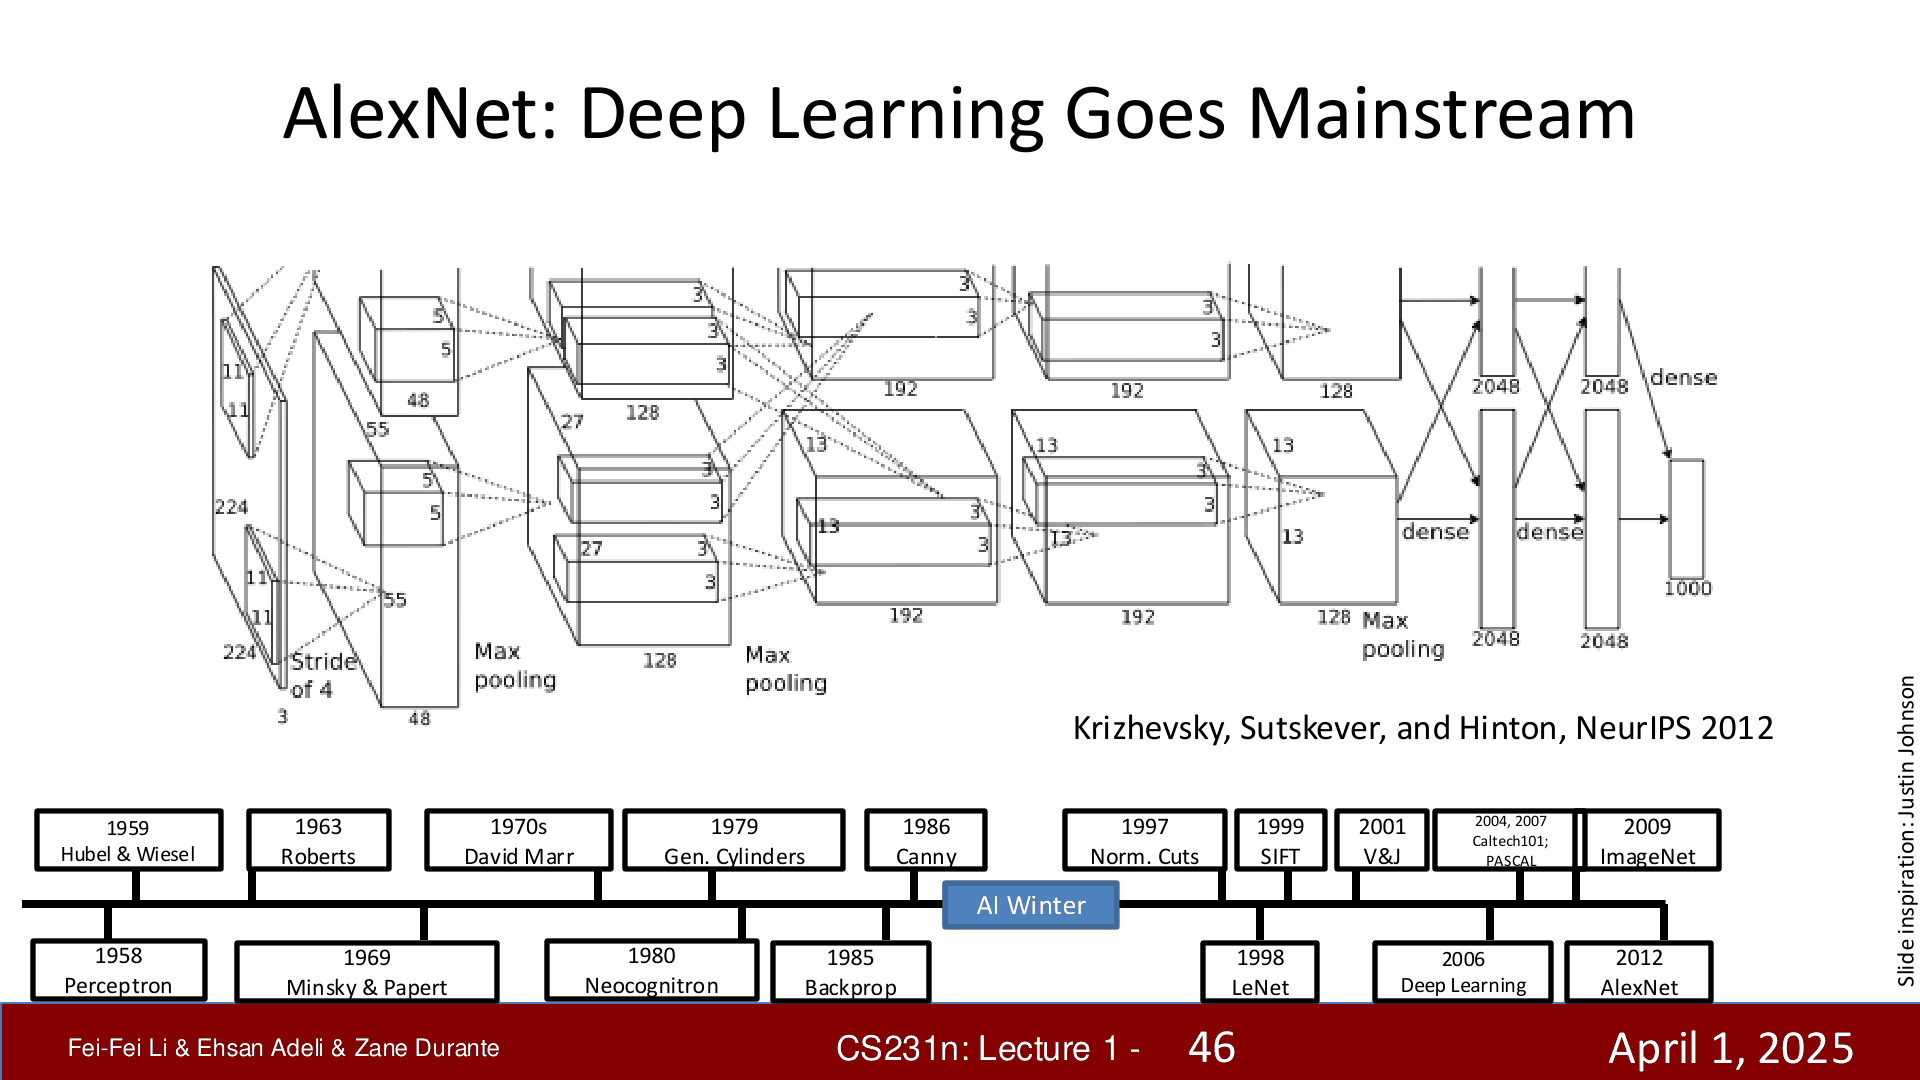 AlexNet: Deep Learning Goes Mainstream
11
11
224
11
11
224
3
Stride
of 4
5
5
48
55
5
5
55
48
Max
pooling
3
3
3
128
27
3
3
27
3
3
128
Max
pooling
3
3
192
13
13
3
3
192
3
3
192
13
13
3
3
192
128
13
13
128
Max
pooling
2048
2048
dense
dense
dense
2048
2048
1000
Krizhevsky, Sutskever, and Hinton, NeurIPS 2012
Slide inspiration: Justin Johnson
1959
Hubel & Wiesel
1963
Roberts
1970s
David Marr
1979
Gen. Cylinders
1986
Canny
1997
Norm. Cuts
1999
SIFT
2001
V&J
2004, 2007
Caltech101;
PASCAL
2009
ImageNet
AI Winter
1958
Perceptron
1969
Minsky & Papert
1980
Neocognitron
1985
Backprop
1998
LeNet
2006
Deep Learning
2012
AlexNet
Fei-Fei Li & Ehsan Adeli & Zane Durante
CS231n: Lecture 1 - 46
April 1, 2025